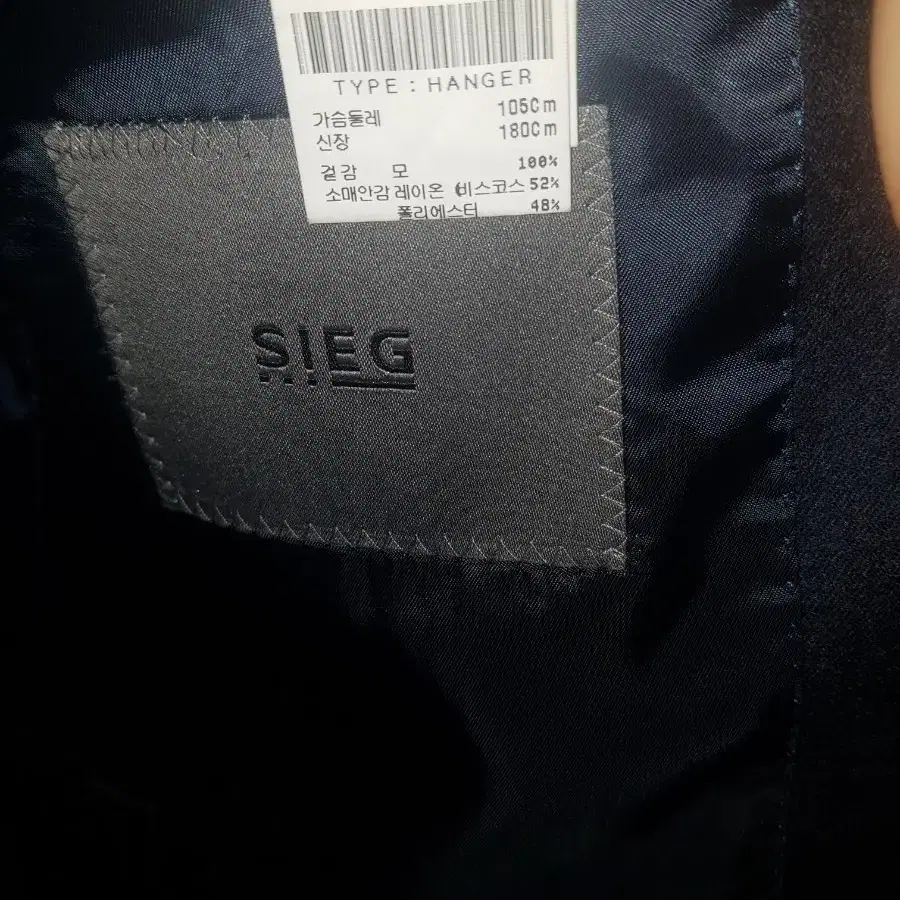 TYPE : HANGER
가슴둘레 105Cm
신장 180Cm
겉감 모 100%
소매안감 레이온 (비스코스 52%
폴리에스터 48%
SIEG